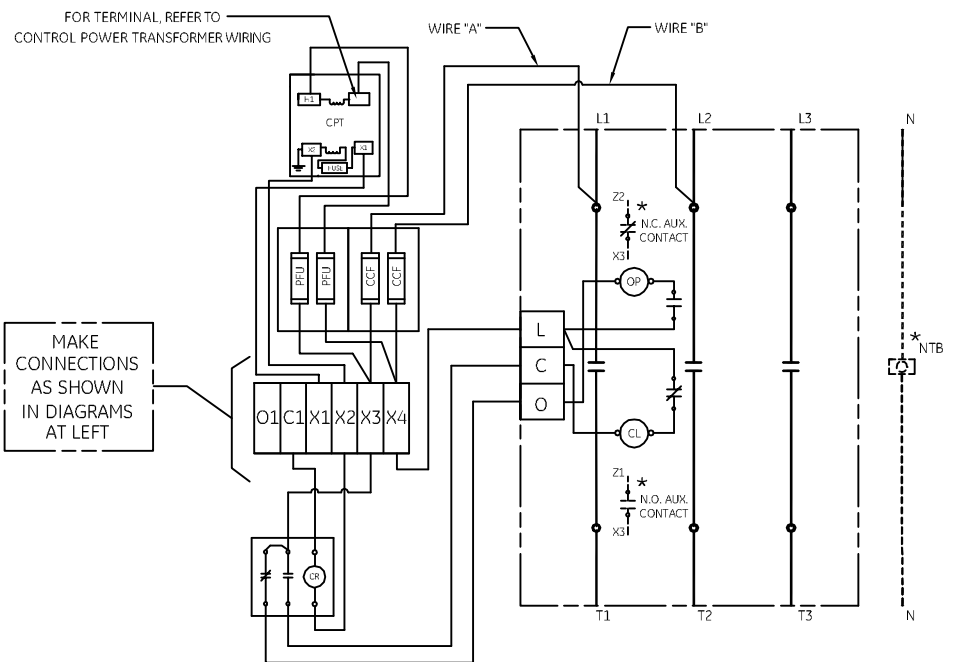 FOR TERMINAL, REFER TO
CONTROL POWER TRANSFORMER WIRING
WIRE "A"
WIRE "B"
H1
CPT
X2
X1
FUSE
L1
L2
L3
N
Z2
*
N.C. AUX.
CONTACT
X3
OP
PFU
PFU
CCF
CCF
L
C
O
*
NTB
MAKE
CONNECTIONS
AS SHOWN
IN DIAGRAMS
AT LEFT
O1 C1 X1 X2 X3 X4
CL
Z1
*
N.O. AUX.
CONTACT
X3
CR
T1
T2
T3
N